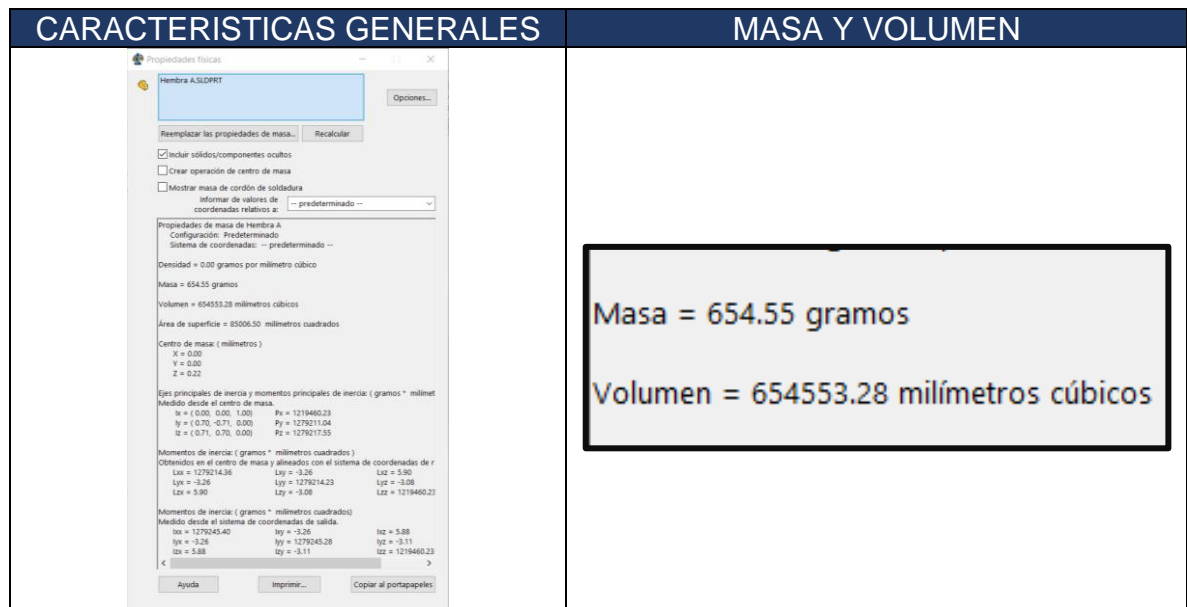 CARACTERISTICAS GENERALES
MASA Y VOLUMEN
Propiedades físicas
Hembra A.SLDPRT
Opciones...
Reemplazar las propiedades de masa... Recalcular
Incluir sólidos/componentes ocultos
Crear operación de centro de masa
Mostrar masa de cordón de soldadura
Informar de valores de
coordenadas relativos a: -- predeterminado --
Propiedades de masa de Hembra A
Configuración: Predeterminado
Sistema de coordenadas: -- predeterminado --
Densidad = 0.00 gramos por milímetro cúbico
Masa = 654.55 gramos
Volumen = 654553.28 milímetros cúbicos
Área de superficie = 85006.50 milímetros cuadrados
Centro de masa: ( milímetros )
X = 0.00
Y = 0.00
Z = 0.22
Ejes principales de inercia y momentos principales de inercia: ( gramos * milímet
Medido desde el centro de masa.
Ix = ( 0.00, 0.00, 1.00) Px = 1219460.23
Iy = ( 0.70, -0.71, 0.00) Py = 1279211.04
Iz = ( 0.71, 0.70, 0.00) Pz = 1279217.55
Momentos de inercia: ( gramos * milímetros cuadrados )
Obtenidos en el centro de masa y alineados con el sistema de coordenadas de r
Lxx = 1279214.36 Lxy = -3.26 Lxz = 5.90
Lyx = -3.26 Lyy = 1279214.23 Lyz = -3.08
Lzx = 5.90 Lzy = -3.08 Lzz = 1219460.23
Momentos de inercia: ( gramos * milímetros cuadrados)
Medido desde el sistema de coordenadas de salida.
Ixx = 1279245.40 Ixy = -3.26 Ixz = 5.88
Iyx = -3.26 Iyy = 1279245.28 Iyz = -3.11
Izx = 5.88 Izy = -3.11 Izz = 1219460.23
Ayuda Imprimir... Copiar al portapapeles
Masa = 654.55 gramos
Volumen = 654553.28 milímetros cúbicos